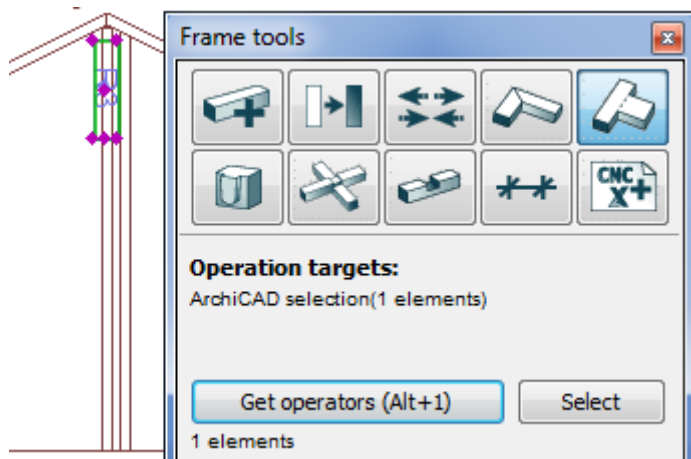 Frame tools
CNC
X+
Operation targets:
ArchiCAD selection(1 elements)
Get operators (Alt+1)
Select
1 elements